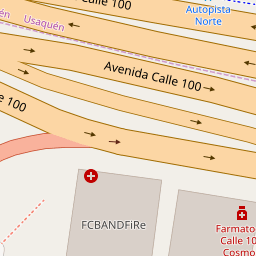 Calle 100
Usaquén
Autopista
Norte
Avenida Calle 100
100
FCBANDFiRe
Farmato
Calle 10
Cosmo